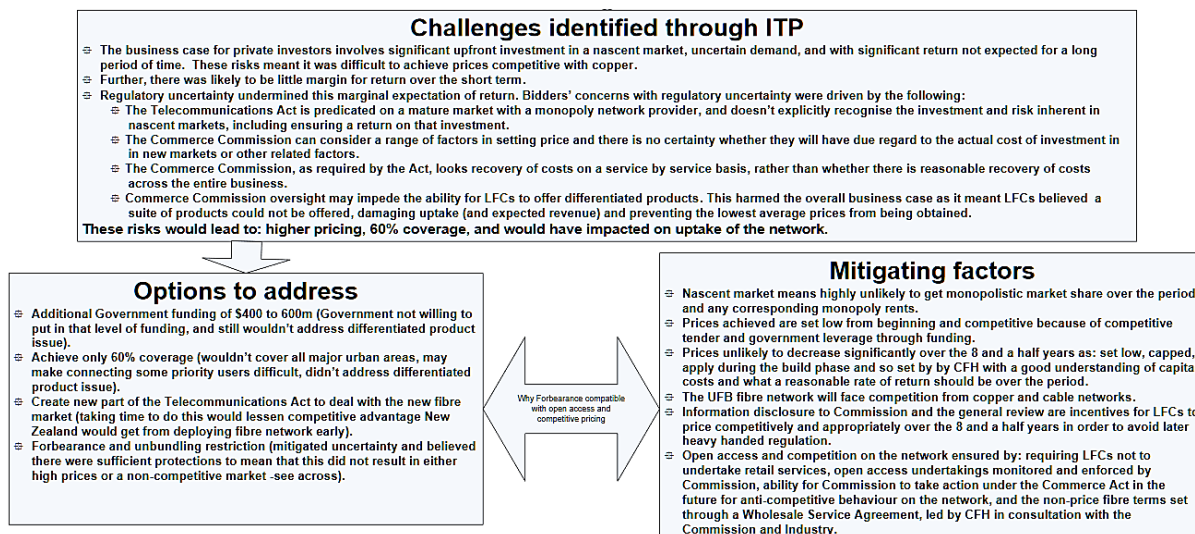 Challenges identified through ITP
The business case for private investors involves significant upfront investment in a nascent market, uncertain demand, and with significant return not expected for a long
period of time. These risks meant it was difficult to achieve prices competitive with copper.
Further, there was likely to be little margin for return over the short term.
Regulatory uncertainty undermined this marginal expectation of return. Bidders' concerns with regulatory uncertainty were driven by the following:
The Telecommunications Act is predicated on a mature market with a monopoly network provider, and doesn't explicitly recognise the investment and risk inherent in
nascent markets, including ensuring a return on that investment.
The Commerce Commission can consider a range of factors in setting price and there is no certainty whether they will have due regard to the actual cost of investment in
in new markets or other related factors.
The Commerce Commission, as required by the Act, looks recovery of costs on a service by service basis, rather than whether there is reasonable recovery of costs
across the entire business.
Commerce Commission oversight may impede the ability for LFCs to offer differentiated products. This harmed the overall business case as it meant LFCs believed a
suite of products could not be offered, damaging uptake (and expected revenue) and preventing the lowest average prices from being obtained.
These risks would lead to: higher pricing, 60% coverage, and would have impacted on uptake of the network.
Options to address
Additional Government funding of $400 to 600m (Government not willing to
put in that level of funding, and still wouldn't address differentiated product
issue).
Achieve only 60% coverage (wouldn't cover all major urban areas, may
make connecting some priority users difficult, didn't address differentiated
product issue).
Create new part of the Telecommunications Act to deal with the new fibre
market (taking time to do this would lessen competitive advantage New
Zealand would get from deploying fibre network early).
Forbearance and unbundling restriction (mitigated uncertainty and believed
there were sufficient protections to mean that this did not result in either
high prices or a non-competitive market -see across).
Why Forbearance compatible
with open access and
competitive pricing
Mitigating factors
Nascent market means highly unlikely to get monopolistic market share over the period
and any corresponding monopoly rents.
Prices achieved are set low from beginning and competitive because of competitive
tender and government leverage through funding.
Prices unlikely to decrease significantly over the 8 and a half years as: set low, capped,
apply during the build phase and so set by by CFH with a good understanding of capita
costs and what a reasonable rate of return should be over the period.
The UFB fibre network will face competition from copper and cable networks.
Information disclosure to Commission and the general review are incentives for LFCs to
price competitively and appropriately over the 8 and a half years in order to avoid later
heavy handed regulation.
Open access and competition on the network ensured by: requiring LFCs not to
undertake retail services, open access undertakings monitored and enforced by
Commission, ability for Commission to take action under the Commerce Act in the
future for anti-competitive behaviour on the network, and the non-price fibre terms set
through a Wholesale Service Agreement, led by CFH in consultation with the
Commission and Industry.